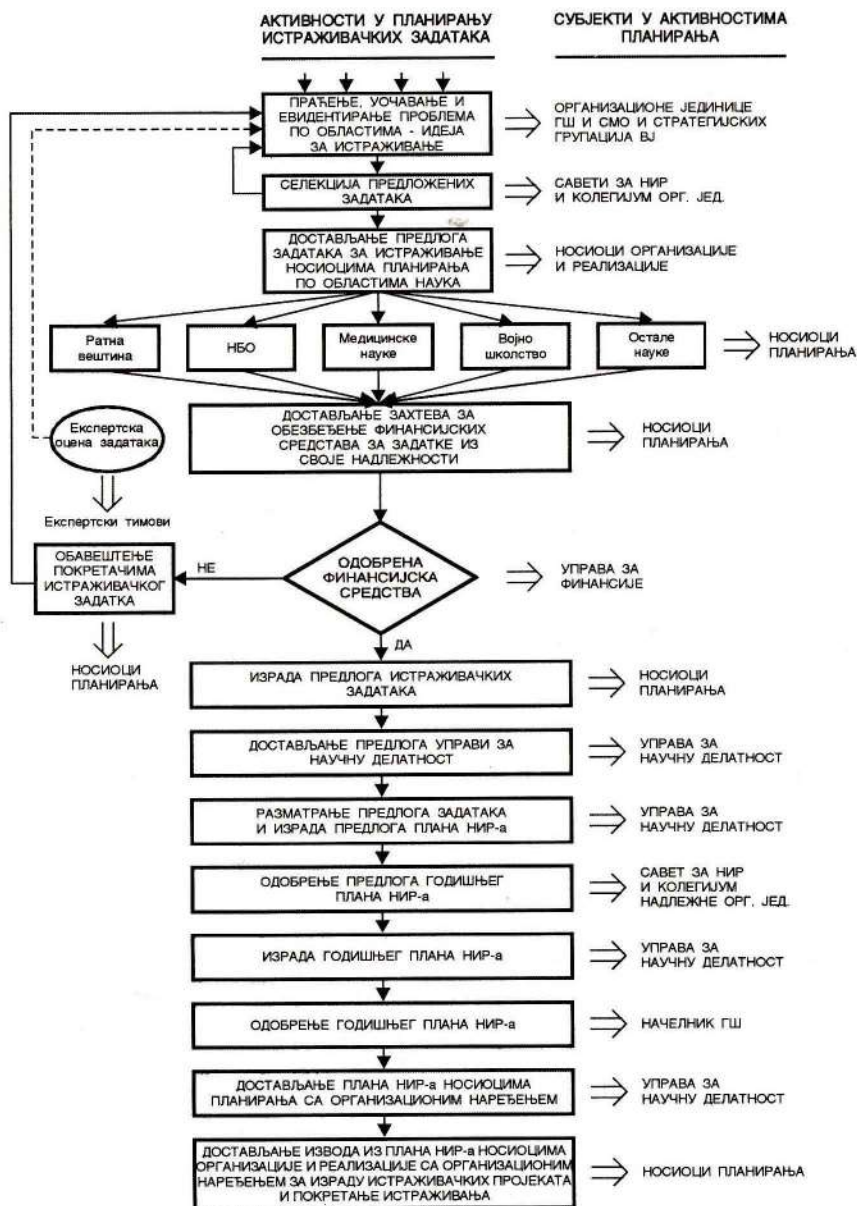 АКТИВНОСТИ У ПЛАНИРАЊУ
ИСТРАЖИВАЧКИХ ЗАДАТАКА
СУБЈЕКТИ У АКТИВНОСТИМА
ПЛАНИРАЊА
ПРАЋЕЊЕ, УОЧАВАЊЕ И
ЕВИДЕНТИРАЊЕ ПРОБЛЕМА
ПО ОБЛАСТИМА - ИДЕЈА
ЗА ИСТРАЖИВАЊЕ
ОРГАНИЗАЦИОНЕ ЈЕДИНИЦЕ
ГШ И СМО И СТРАТЕГИЈСКИХ
ГРУПАЦИЈА ВЈ
СЕЛЕКЦИЈА ПРЕДЛОЖЕНИХ
ЗАДАТАКА
САВЕТИ ЗА НИР
И КОЛЕГИЈУМ ОРГ. ЈЕД.
ДОСТАВЉАЊЕ ПРЕДЛОГА
ЗАДАТАКА ЗА ИСТРАЖИВАЊЕ
НОСИОЦИМА ПЛАНИРАЊА
ПО ОБЛАСТИМА НАУКА
НОСИОЦИ ОРГАНИЗАЦИЈЕ
И РЕАЛИЗАЦИЈЕ
Ратна
вештина
НБО
Медицинске
науке
Војно
школство
Остале
науке
НОСИОЦИ
ПЛАНИРАЊА
ДОСТАВЉАЊЕ ЗАХТЕВА ЗА
ОБЕЗБЕЂЕЊЕ ФИНАНСИЈСКИХ
СРЕДСТАВА ЗА ЗАДАТКЕ ИЗ
СВОЈЕ НАДЛЕЖНОСТИ
НОСИОЦИ
ПЛАНИРАЊА
Експертска
оцена задатака
Експертски тимови
ОБАВЕШТЕЊЕ
ПОКРЕТАЧИМА
ИСТРАЖИВАЧКОГ
ЗАДАТКА
НЕ
ОДОБРЕНА
ФИНАНСИЈСКА
СРЕДСТВА
УПРАВА ЗА
ФИНАНСИЈЕ
ДА
НОСИОЦИ
ПЛАНИРАЊА
ИЗРАДА ПРЕДЛОГА ИСТРАЖИВАЧКИХ
ЗАДАТАКА
НОСИОЦИ
ПЛАНИРАЊА
ДОСТАВЉАЊЕ ПРЕДЛОГА УПРАВИ ЗА
НАУЧНУ ДЕЛАТНОСТ
УПРАВА ЗА
НАУЧНУ ДЕЛАТНОСТ
РАЗМАТРАЊЕ ПРЕДЛОГА ЗАДАТАКА
И ИЗРАДА ПРЕДЛОГА ПЛАНА НИР-а
УПРАВА ЗА
НАУЧНУ ДЕЛАТНОСТ
ОДОБРЕЊЕ ПРЕДЛОГА ГОДИШЊЕГ
ПЛАНА НИР-а
САВЕТ ЗА НИР
И КОЛЕГИЈУМ
НАДЛЕЖНЕ ОРГ. ЈЕД.
ИЗРАДА ГОДИШЊЕГ ПЛАНА НИР-а
УПРАВА ЗА
НАУЧНУ ДЕЛАТНОСТ
ОДОБРЕЊЕ ГОДИШЊЕГ ПЛАНА НИР-а
НАЧЕЛНИК ГШ
ДОСТАВЉАЊЕ ПЛАНА НИР-а НОСИОЦИМА
ПЛАНИРАЊА СА ОРГАНИЗАЦИОНИМ НАРЕЂЕЊЕМ
УПРАВА ЗА
НАУЧНУ ДЕЛАТНОСТ
ДОСТАВЉАЊЕ ИЗВОДА ИЗ ПЛАНА НИР-а НОСИОЦИМА
ОРГАНИЗАЦИЈЕ И РЕАЛИЗАЦИЈЕ СА ОРГАНИЗАЦИОНИМ
НАРЕЂЕЊЕМ ЗА ИЗРАДУ ИСТРАЖИВАЧКИХ ПРОЈЕКАТА
И ПОКРЕТАЊЕ ИСТРАЖИВАЊА
НОСИОЦИ ПЛАНИРАЊА